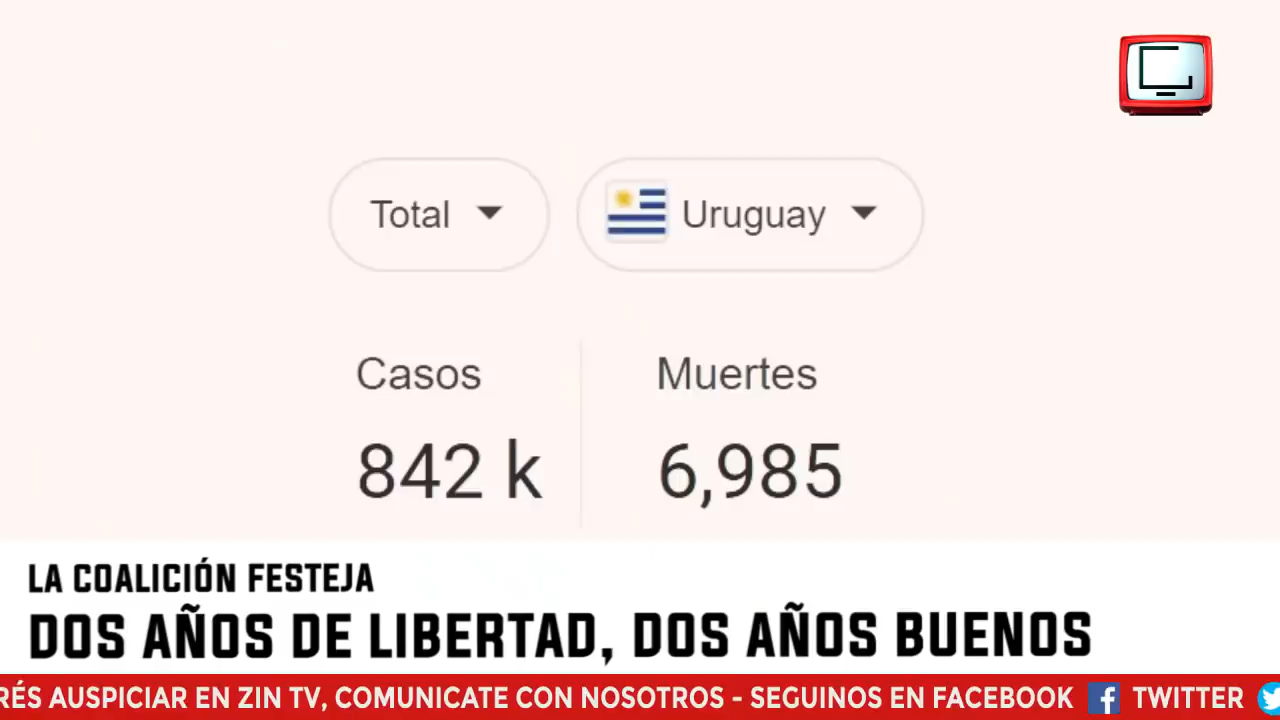 Total Uruguay
Casos Muertes
842 k 6,985
LA COALICIÓN FESTEJA
DOS AÑOS DE LIBERTAD, DOS AÑOS BUENOS
RÉS AUSPICIAR EN ZIN TV, COMUNICATE CON NOSOTROS - SEGUINOS EN FACEBOOK TWITTER